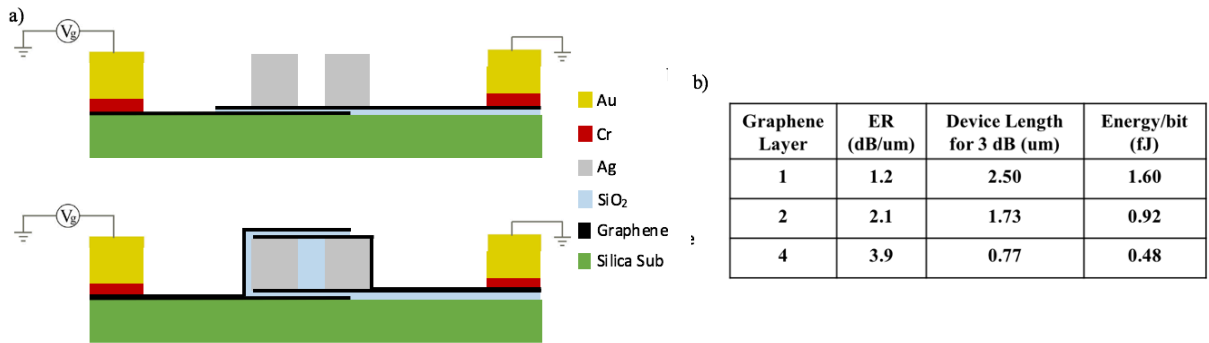 a)
Vg
Au
Cr
Ag
SiO2
Graphene
Silica Sub
Vg
e
b)
Graphene Layer ER (dB/um) Device Length for 3 dB (um) Energy/bit (fJ)
1 1.2 2.50 1.60
2 2.1 1.73 0.92
4 3.9 0.77 0.48